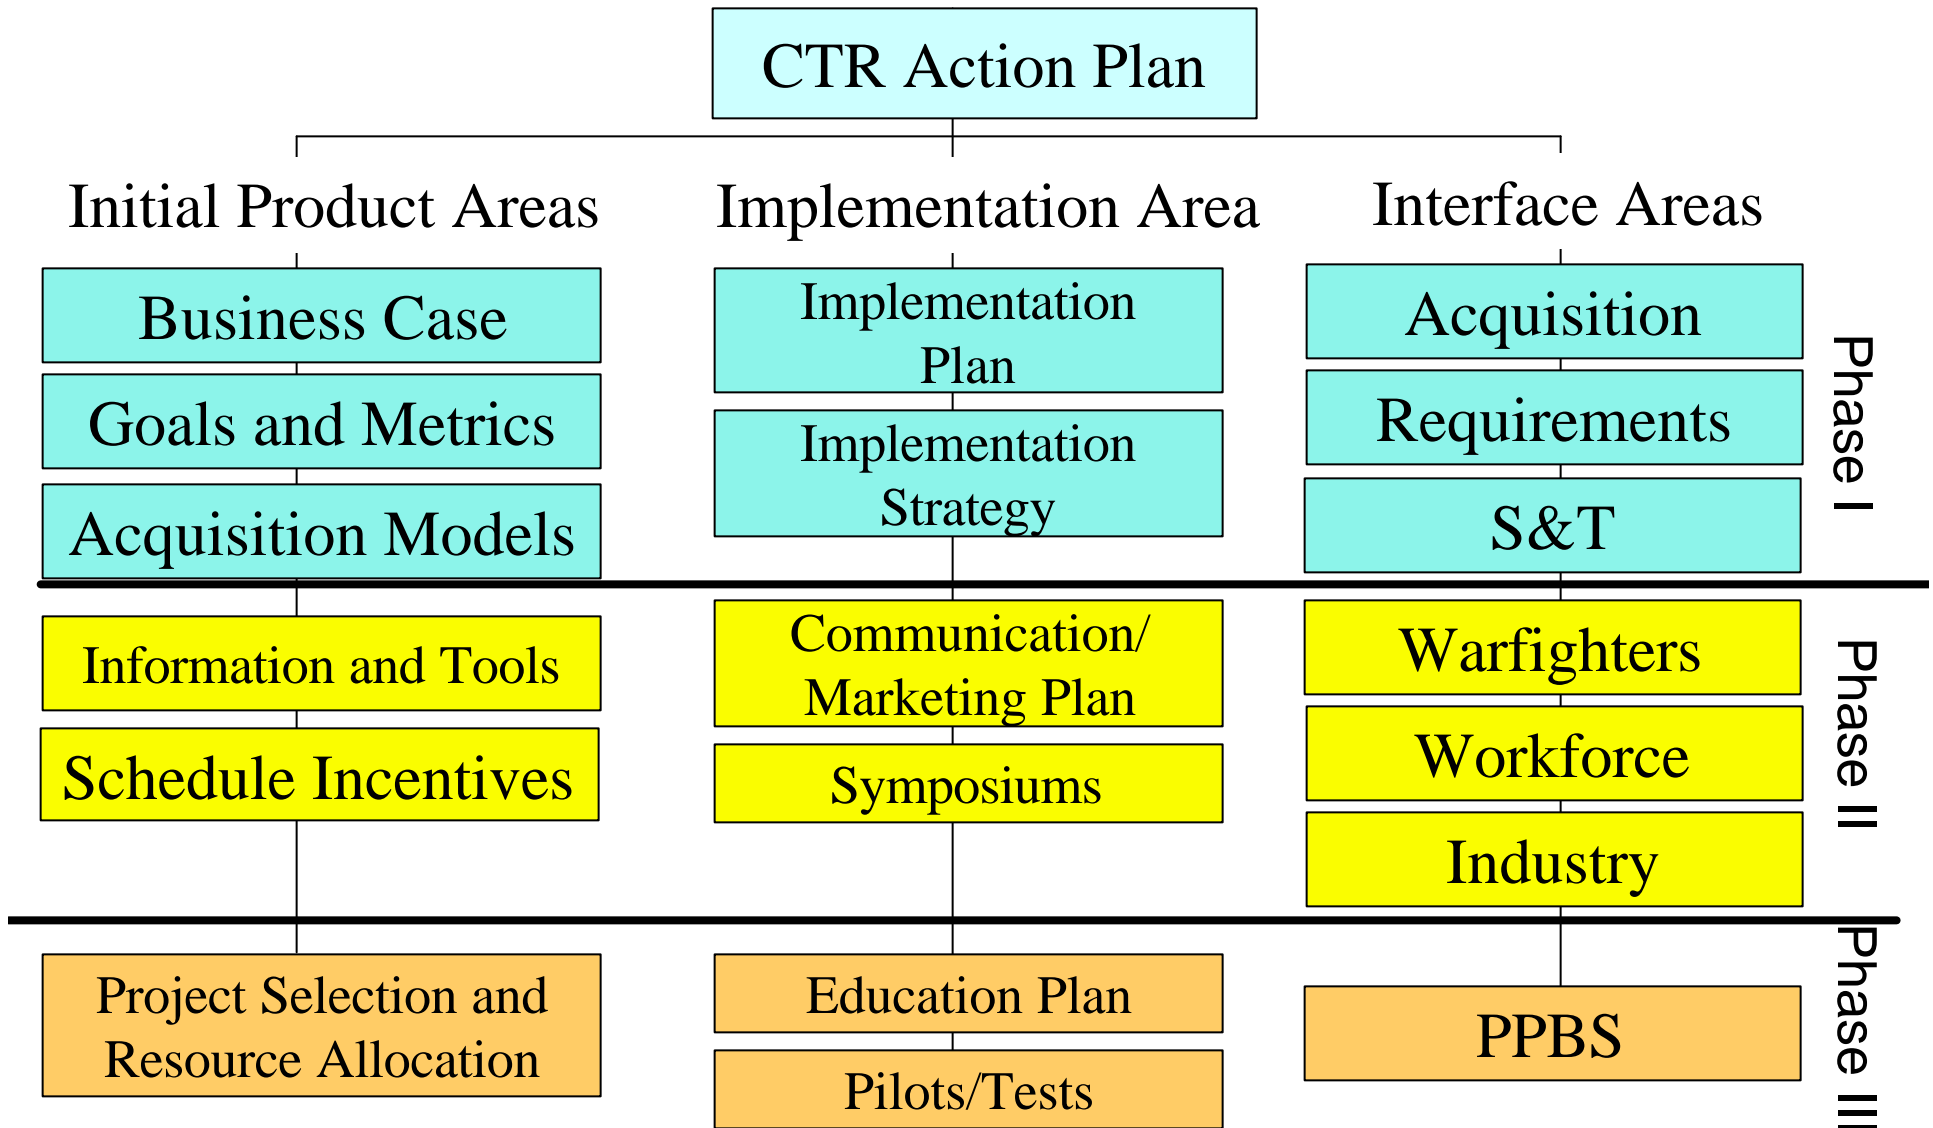 CTR Action Plan
Initial Product Areas
Implementation Area
Interface Areas
Business Case
Goals and Metrics
Acquisition Models
Implementation
Plan
Implementation
Strategy
Acquisition
Requirements
S&T
Phase I
Information and Tools
Schedule Incentives
Communication/
Marketing Plan
Symposiums
Warfighters
Workforce
Industry
Phase II
Project Selection and
Resource Allocation
Education Plan
Pilots/Tests
PPBS
Phase III